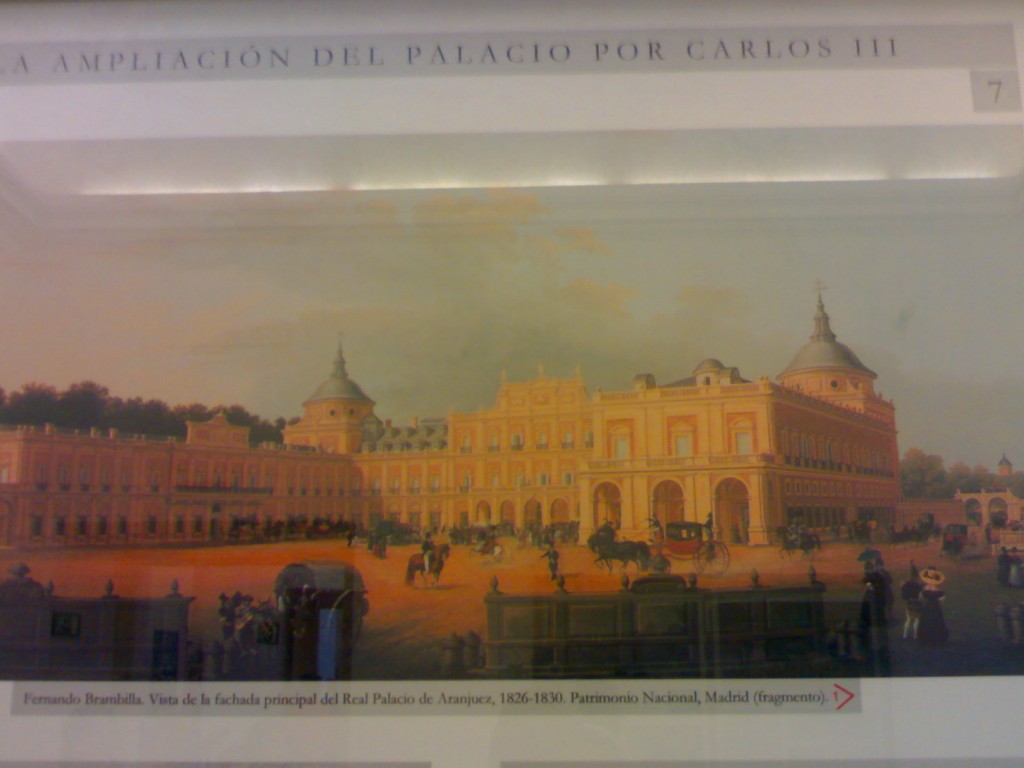 LA AMPLIACIÓN DEL PALACIO POR CARLOS III
7
Fernando Brambilla. Vista de la fachada principal del Real Palacio de Aranjuez, 1826-1830. Patrimonio Nacional, Madrid (fragmento). 1